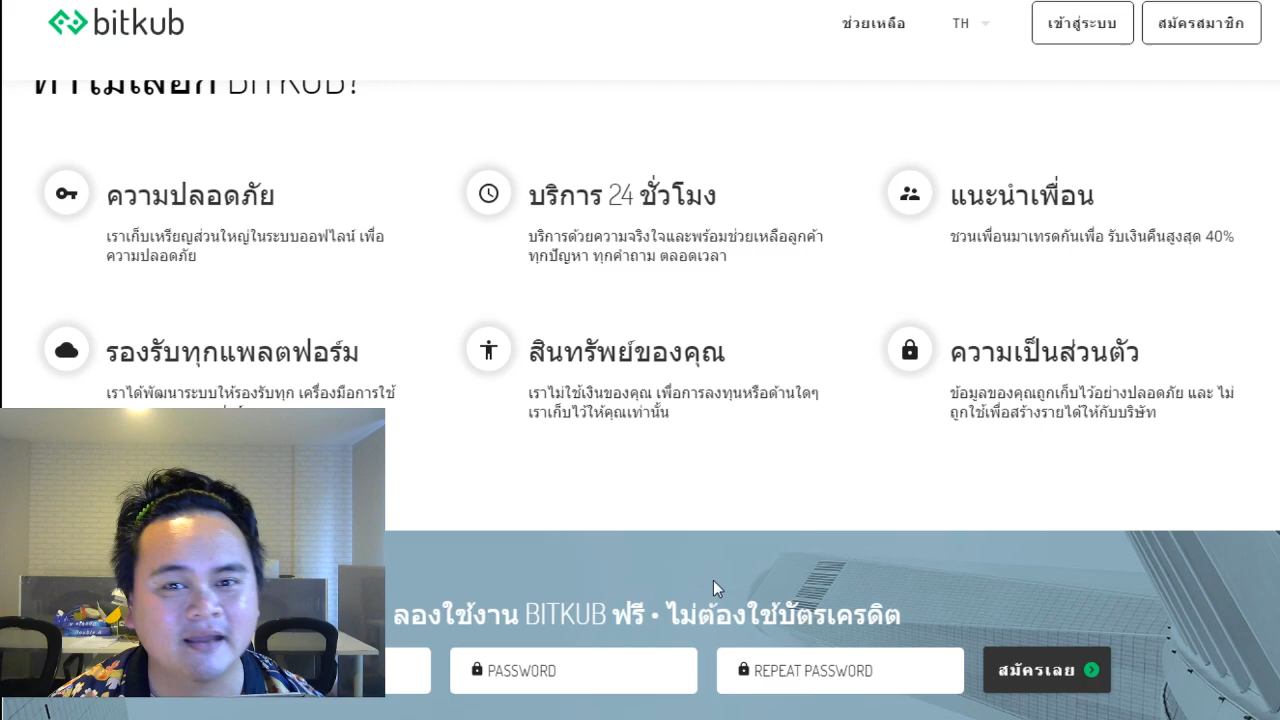 bitkub
ช่วยเหลือ
TH
เข้าสู่ระบบ
สมัครสมาชิก
ทำไมเลือก BITKUB?
ความปลอดภัย
เราเก็บเหรียญส่วนใหญ่ในระบบออฟไลน์ เพื่อ
ความปลอดภัย
บริการ 24 ชั่วโมง
บริการด้วยความจริงใจและพร้อมช่วยเหลือลูกค้า
ทุกปัญหา ทุกคำถาม ตลอดเวลา
แนะนำเพื่อน
ชวนเพื่อนมาเทรดกันเพื่อ รับเงินคืนสูงสุด 40%
รองรับทุกแพลตฟอร์ม
เราได้พัฒนาระบบให้รองรับทุก เครื่องมือการใช้
สินทรัพย์ของคุณ
เราไม่ใช้เงินของคุณ เพื่อการลงทุนหรือด้านใดๆ
เราเก็บไว้ให้คุณเท่านั้น
ความเป็นส่วนตัว
ข้อมูลของคุณถูกเก็บไว้อย่างปลอดภัย และ ไม่
ถูกใช้เพื่อสร้างรายได้ให้กับบริษัท
ลองใช้งาน BITKUB ฟรี • ไม่ต้องใช้บัตรเครดิต
PASSWORD
REPEAT PASSWORD
สมัครเลย
Double A